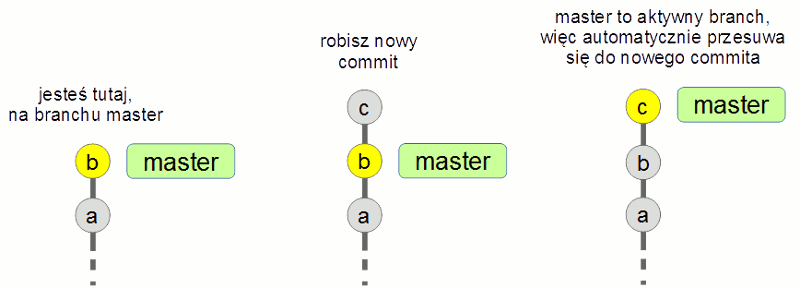 jesteś tutaj,
na branchu master
b
master
a
robisz nowy
commit
c
b
master
a
master to aktywny branch,
więc automatycznie przesuwa
się do nowego commita
c
master
b
a